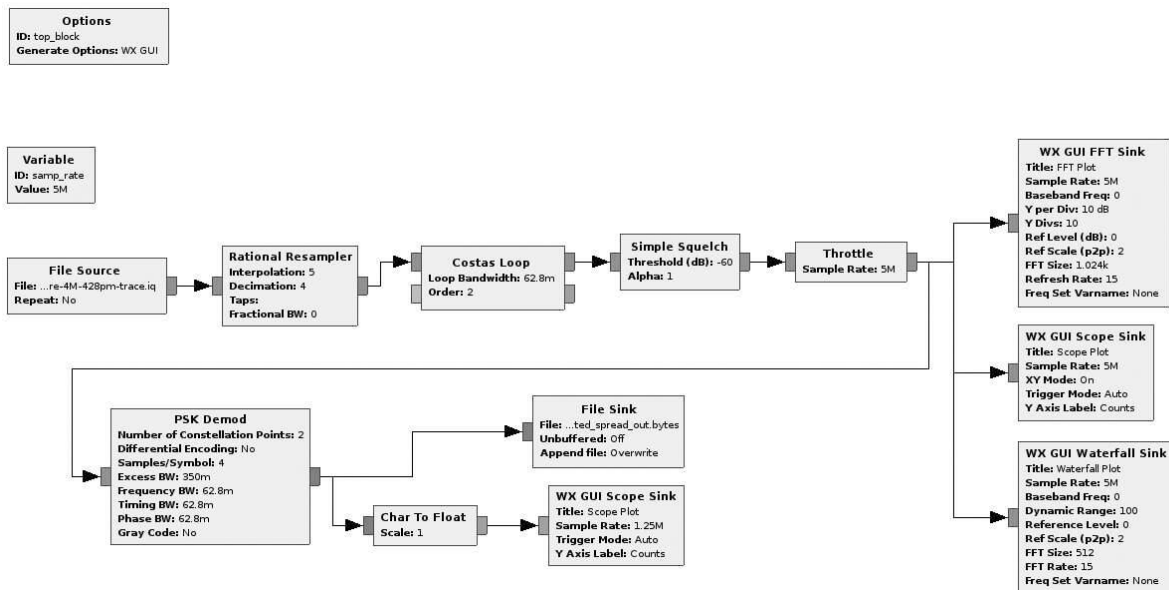 Options
ID: top_block
Generate Options: WX GUI
Variable
ID: samp_rate
Value: 5M
File Source
File: ...re-4M-428pm-trace.iq
Repeat: No
Rational Resampler
Interpolation: 5
Decimation: 4
Taps:
Fractional BW: 0
Costas Loop
Loop Bandwidth: 62.8m
Order: 2
Simple Squelch
Threshold (dB): -60
Alpha: 1
Throttle
Sample Rate: 5M
WX GUI FFT Sink
Title: FFT Plot
Sample Rate: 5M
Baseband Freq: 0
Y per Div: 10 dB
Y Divs: 10
Ref Level (dB): 0
Ref Scale (p2p): 2
FFT Size: 1.024k
Refresh Rate: 15
Freq Set Varname: None
WX GUI Scope Sink
Title: Scope Plot
Sample Rate: 5M
XY Mode: On
Trigger Mode: Auto
Y Axis Label: Counts
WX GUI Waterfall Sink
Title: Waterfall Plot
Sample Rate: 5M
Baseband Freq: 0
Dynamic Range: 100
Reference Level: 0
Ref Scale (p2p): 2
FFT Size: 512
FFT Rate: 15
Freq Set Varname: None
PSK Demod
Number of Constellation Points: 2
Differential Encoding: No
Samples/Symbol: 4
Excess BW: 350m
Frequency BW: 62.8m
Timing BW: 62.8m
Phase BW: 62.8m
Gray Code: No
File Sink
File: ...ted_spread_out.bytes
Unbuffered: Off
Append file: Overwrite
Char To Float
Scale: 1
WX GUI Scope Sink
Title: Scope Plot
Sample Rate: 1.25M
Trigger Mode: Auto
Y Axis Label: Counts